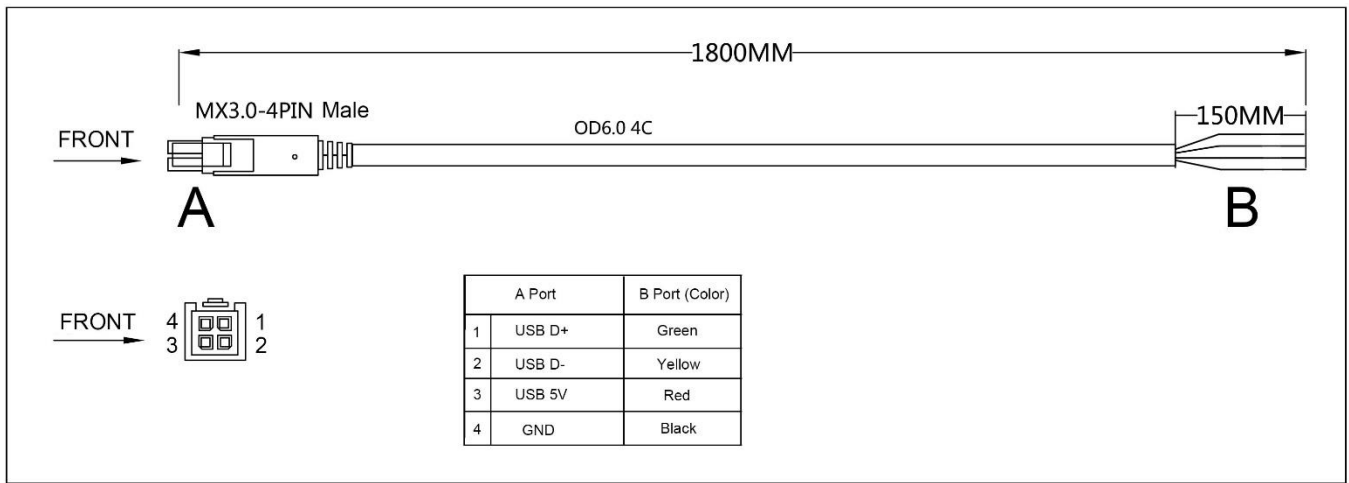 1800MM
MX3.0-4PIN Male
150MM
FRONT
OD6.0 4C
A
B
A Port B Port (Color)
1 USB D+ Green
2 USB D- Yellow
3 USB 5V Red
4 GND Black
FRONT
4 1
3 2